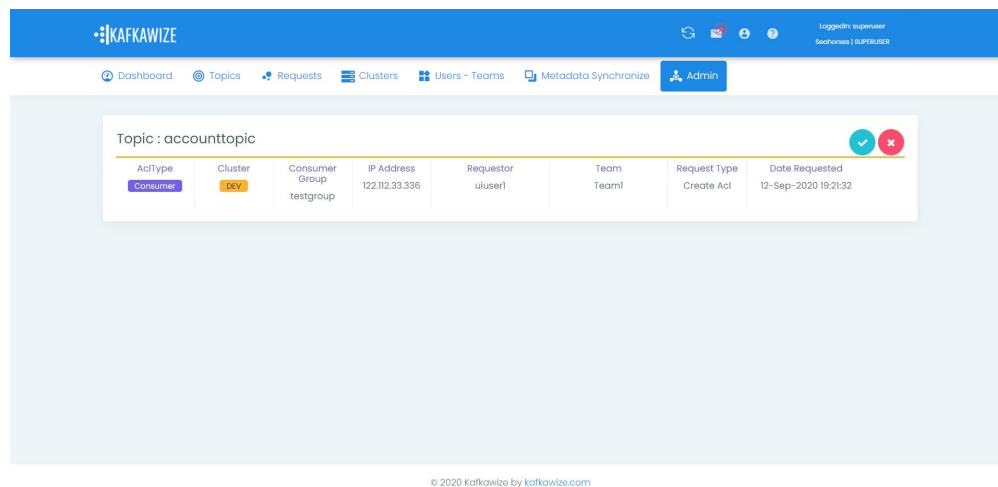 KAFKAWIZE
LoggedIn: superuser
Seahorses | SUPERUSER
Dashboard Topics Requests Clusters Users - Teams Metadata Synchronize Admin
Topic : accounttopic
AclType Cluster Consumer Group IP Address Requestor Team Request Type Date Requested
Consumer DEV testgroup 122.112.33.336 uiuser1 Team1 Create Acl 12-Sep-2020 19:21:32
© 2020 Kafkawize by kafkawize.com